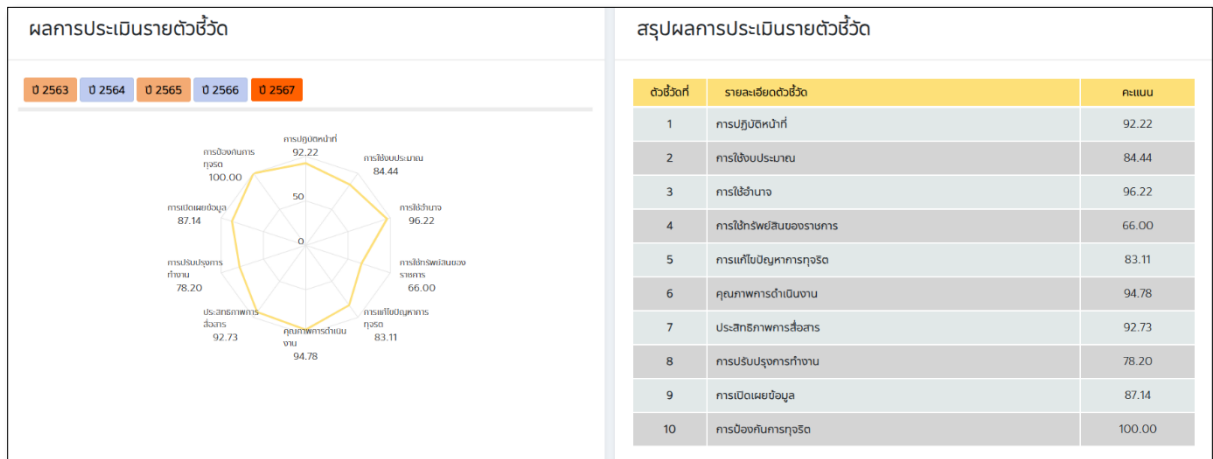 ผลการประเมินรายตัวชี้วัด
ปี 2563 ปี 2564 ปี 2565 ปี 2566 ปี 2567
การปฏิบัติหน้าที่
92.22
การใช้งบประมาณ
84.44
การใช้อำนาจ
96.22
การใช้ทรัพย์สินของ
ราชการ
66.00
การแก้ไขปัญหาการ
ทุจริต
83.11
คุณภาพการดำเนิน
งาน
94.78
ประสิทธิภาพการ
สื่อสาร
92.73
การปรับปรุงการ
ทำงาน
78.20
การเปิดเผยข้อมูล
87.14
การป้องกันการ
ทุจริต
100.00
50
0
สรุปผลการประเมินรายตัวชี้วัด
ตัวชี้วัดที่ รายละเอียดตัวชี้วัด คะแนน
1 การปฏิบัติหน้าที่ 92.22
2 การใช้งบประมาณ 84.44
3 การใช้อำนาจ 96.22
4 การใช้ทรัพย์สินของราชการ 66.00
5 การแก้ไขปัญหาการทุจริต 83.11
6 คุณภาพการดำเนินงาน 94.78
7 ประสิทธิภาพการสื่อสาร 92.73
8 การปรับปรุงการทำงาน 78.20
9 การเปิดเผยข้อมูล 87.14
10 การป้องกันการทุจริต 100.00